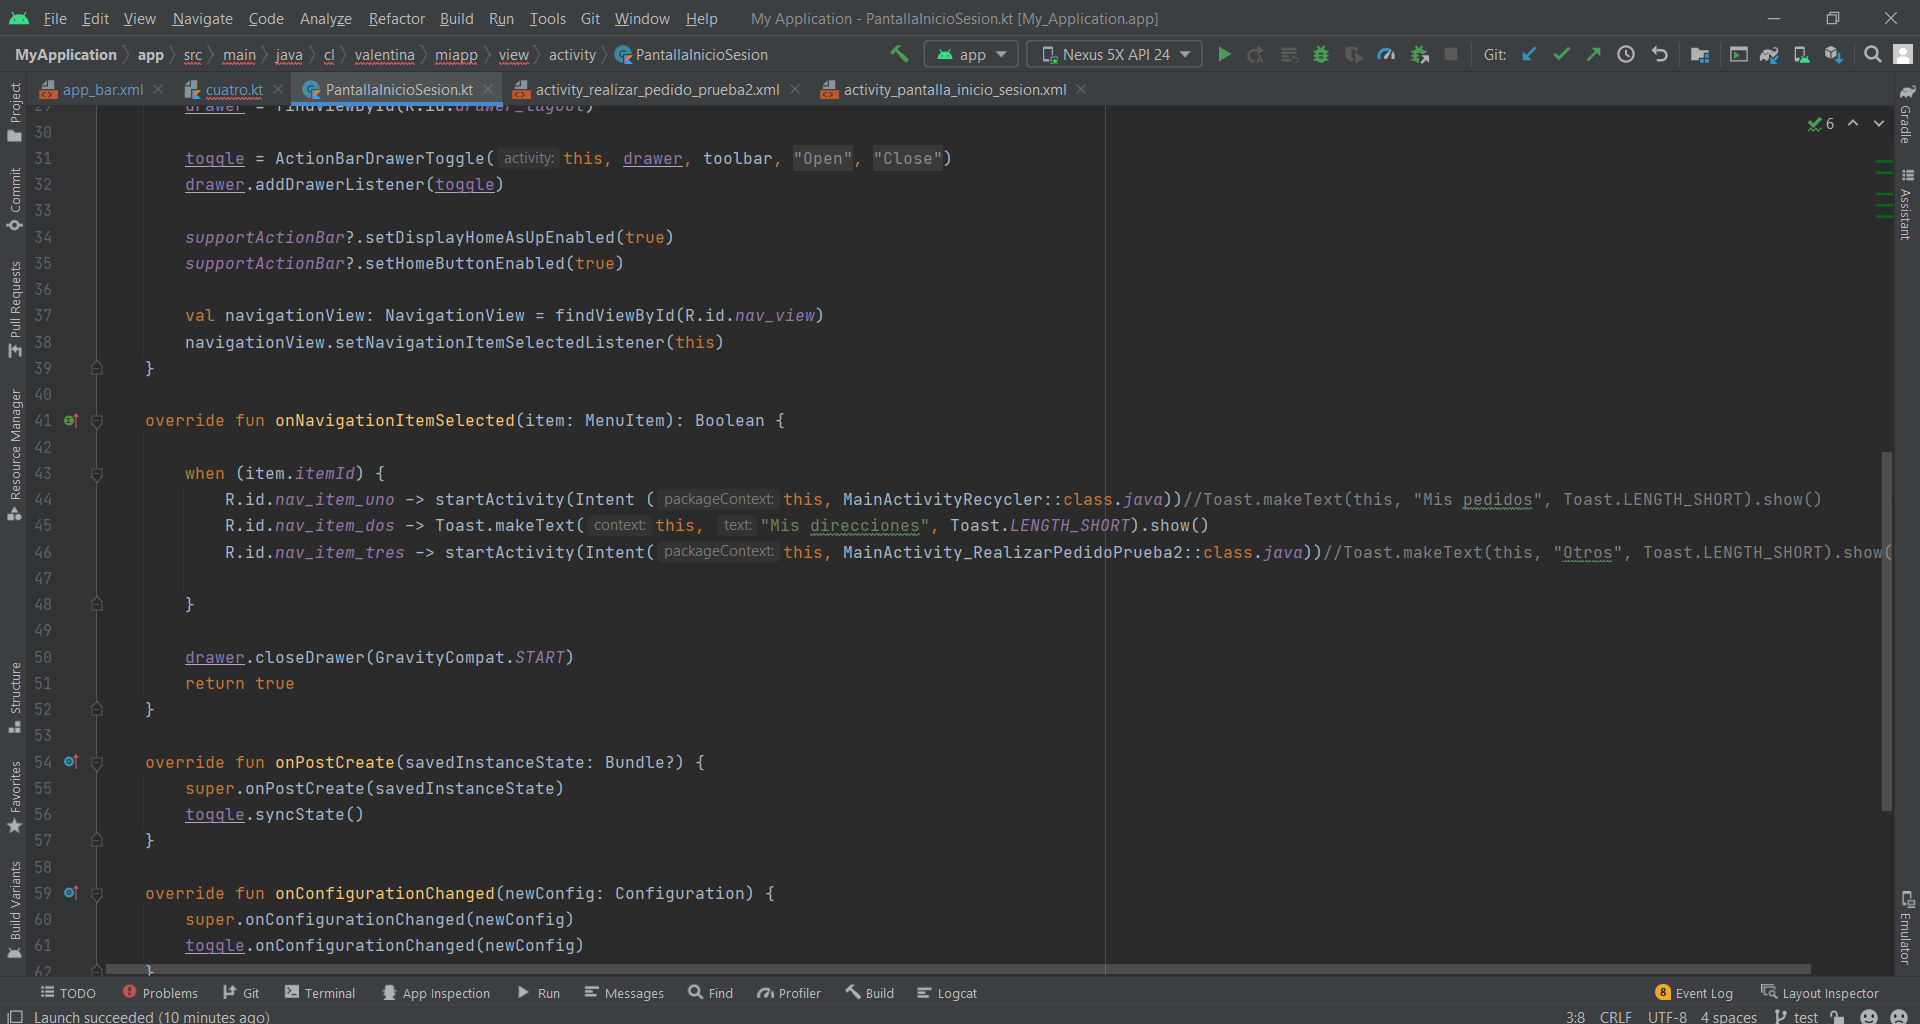 File Edit View Navigate Code Analyze Refactor Build Run Tools Git Window Help My Application - PantallaInicioSesion.kt [My_Application.app]
MyApplication app src main java cl valentina miapp view activity PantallaInicioSesion app Nexus 5X API 24 Git:
app_bar.xml cuatro.kt PantallaInicioSesion.kt activity_realizar_pedido_prueba2.xml activity_pantalla_inicio_sesion.xml
Project
Commit
Pull Requests
Resource Manager
Structure
Favorites
Build Variants
29 drawer = findViewById(R.id.drawer_layout)
30
31 toggle = ActionBarDrawerToggle( activity: this, drawer, toolbar, "Open", "Close")
32 drawer.addDrawerListener(toggle)
33
34 supportActionBar?.setDisplayHomeAsUpEnabled(true)
35 supportActionBar?.setHomeButtonEnabled(true)
36
37 val navigationView: NavigationView = findViewById(R.id.nav_view)
38 navigationView.setNavigationItemSelectedListener(this)
39 }
40
41 override fun onNavigationItemSelected(item: MenuItem): Boolean {
42
43 when (item.itemId) {
44 R.id.nav_item_uno -> startActivity(Intent ( packageContext: this, MainActivityRecycler::class.java))//Toast.makeText(this, "Mis pedidos", Toast.LENGTH_SHORT).show()
45 R.id.nav_item_dos -> Toast.makeText( context: this, text: "Mis direcciones", Toast.LENGTH_SHORT).show()
46 R.id.nav_item_tres -> startActivity(Intent( packageContext: this, MainActivity_RealizarPedidoPrueba2::class.java))//Toast.makeText(this, "Otros", Toast.LENGTH_SHORT).show(
47
48 }
49
50 drawer.closeDrawer(GravityCompat.START)
51 return true
52 }
53
54 override fun onPostCreate(savedInstanceState: Bundle?) {
55 super.onPostCreate(savedInstanceState)
56 toggle.syncState()
57 }
58
59 override fun onConfigurationChanged(newConfig: Configuration) {
60 super.onConfigurationChanged(newConfig)
61 toggle.onConfigurationChanged(newConfig)
62 }
6
Gradle
Assistant
Emulator
TODO Problems Git Terminal App Inspection Run Messages Find Profiler Build Logcat 8 Event Log Layout Inspector
Launch succeeded (10 minutes ago) 3:8 CRLF UTF-8 4 spaces test